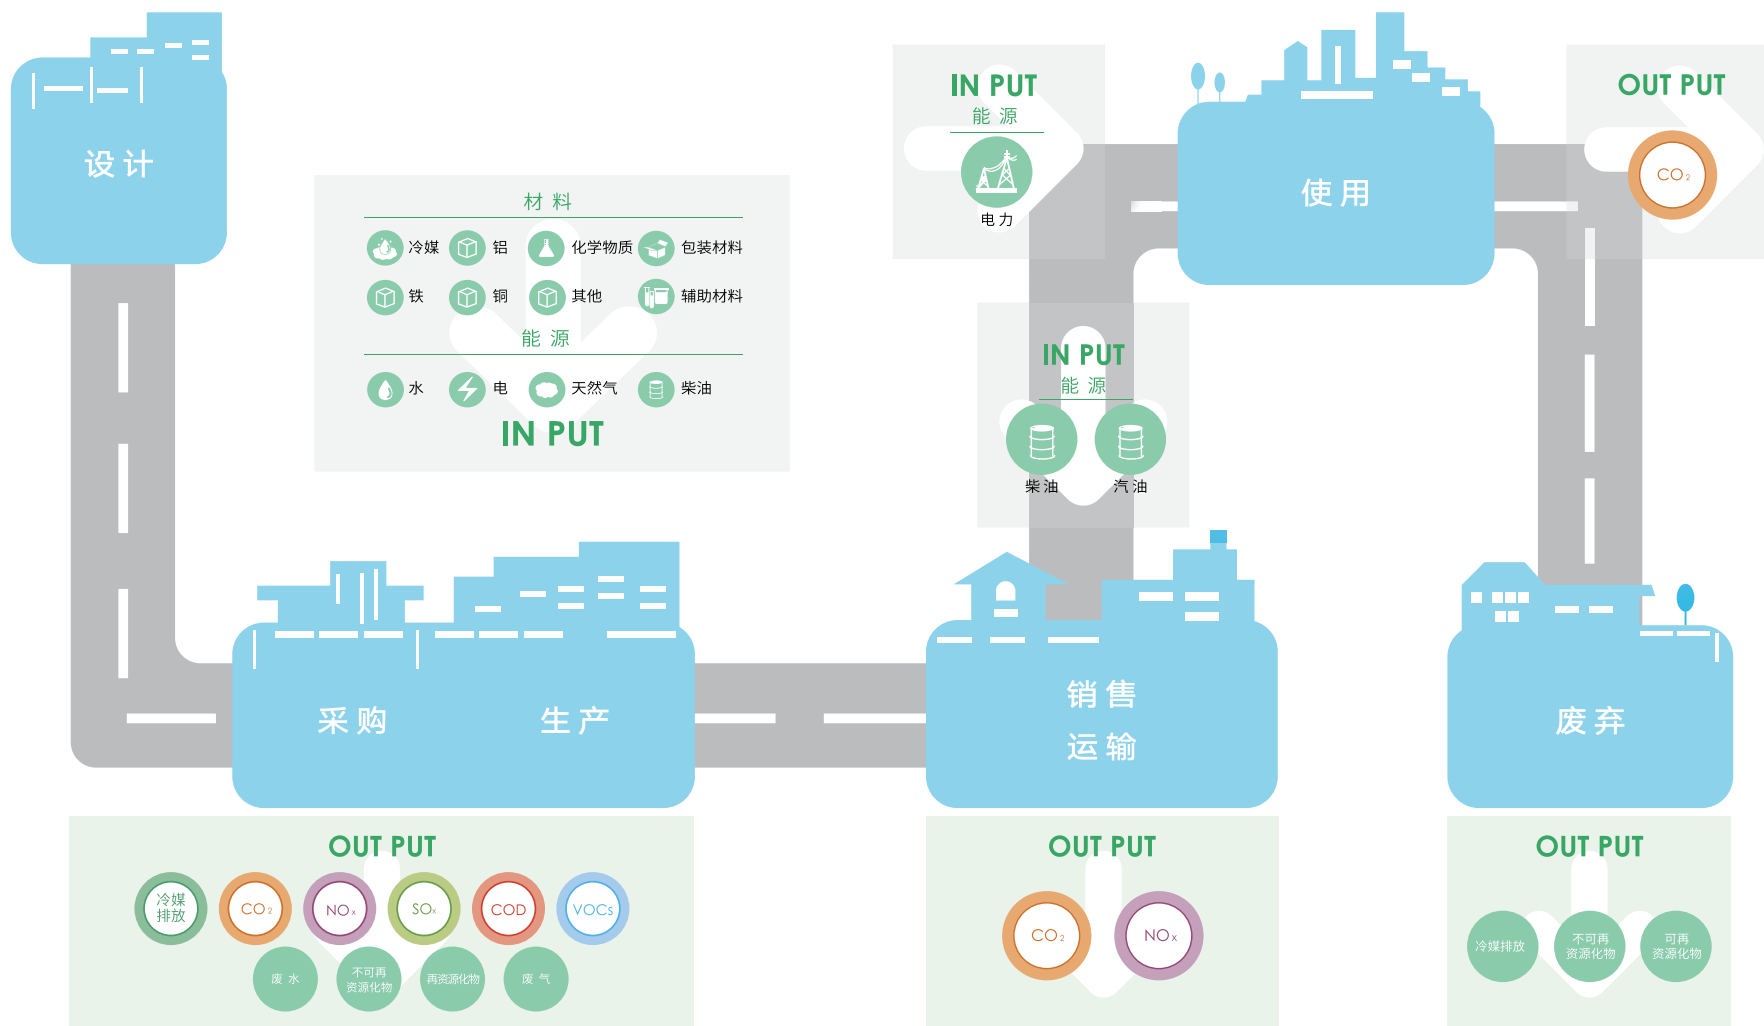 设计
材料
冷媒 铝 化学物质 包装材料
铁 铜 其他 辅助材料
能源
水 电 天然气 柴油
IN PUT
采购 生产
OUT PUT
冷媒
排放
CO2
NOx
SOx
COD
VOCs
废水
不可再
资源化物
再资源化物
废气
IN PUT
能源
柴油 汽油
销售
运输
OUT PUT
CO2
NOx
IN PUT
能源
电力
使用
OUT PUT
CO2
废弃
OUT PUT
冷媒排放
不可再
资源化物
可再
资源化物